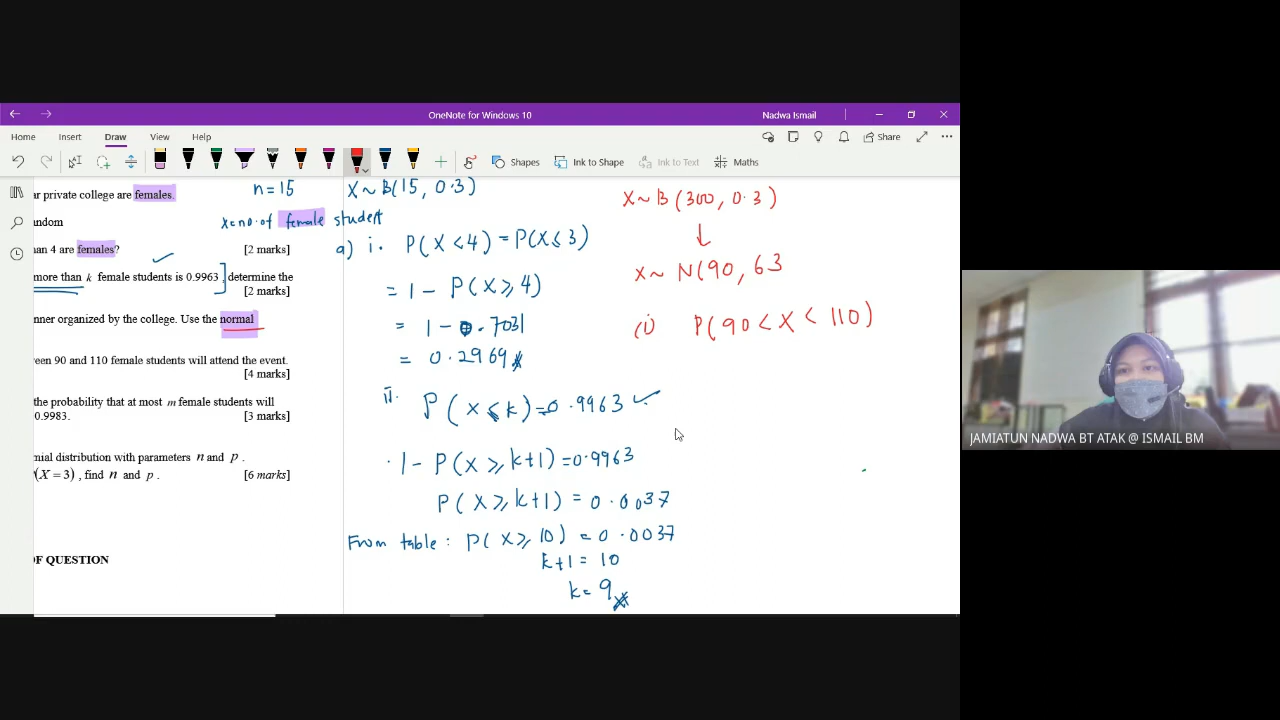 OneNote for Windows 10
Nadwa Ismail
Home Insert Draw View Help
Share
Shapes Ink to Shape Ink to Text Maths
ar private college are females.
andom
an 4 are females?
[2 marks]
more than k female students is 0.9963, determine the
[2 marks]
nner organized by the college. Use the normal
een 90 and 110 female students will attend the event.
[4 marks]
the probability that at most m female students will
0.9983.
[3 marks]
mial distribution with parameters n and p.
(X = 3), find n and p.
[6 marks]
OF QUESTION
n = 15
X ~ B(15, 0.3)
x = no. of female student
a) i. P(X < 4) = P(X ≤ 3)
= 1 - P(X ≥ 4)
= 1 - 0.7031
= 0.2969
ii. P(X ≤ k) = 0.9963
1 - P(X ≥ k+1) = 0.9963
P(X ≥ k+1) = 0.0037
From table: P(X ≥ 10) = 0.0037
k+1 = 10
k = 9
X ~ B(300, 0.3)
↓
X ~ N(90, 63
(i) P(90 < X < 110)
JAMIATUN NADWA BT ATAK @ ISMAIL BM